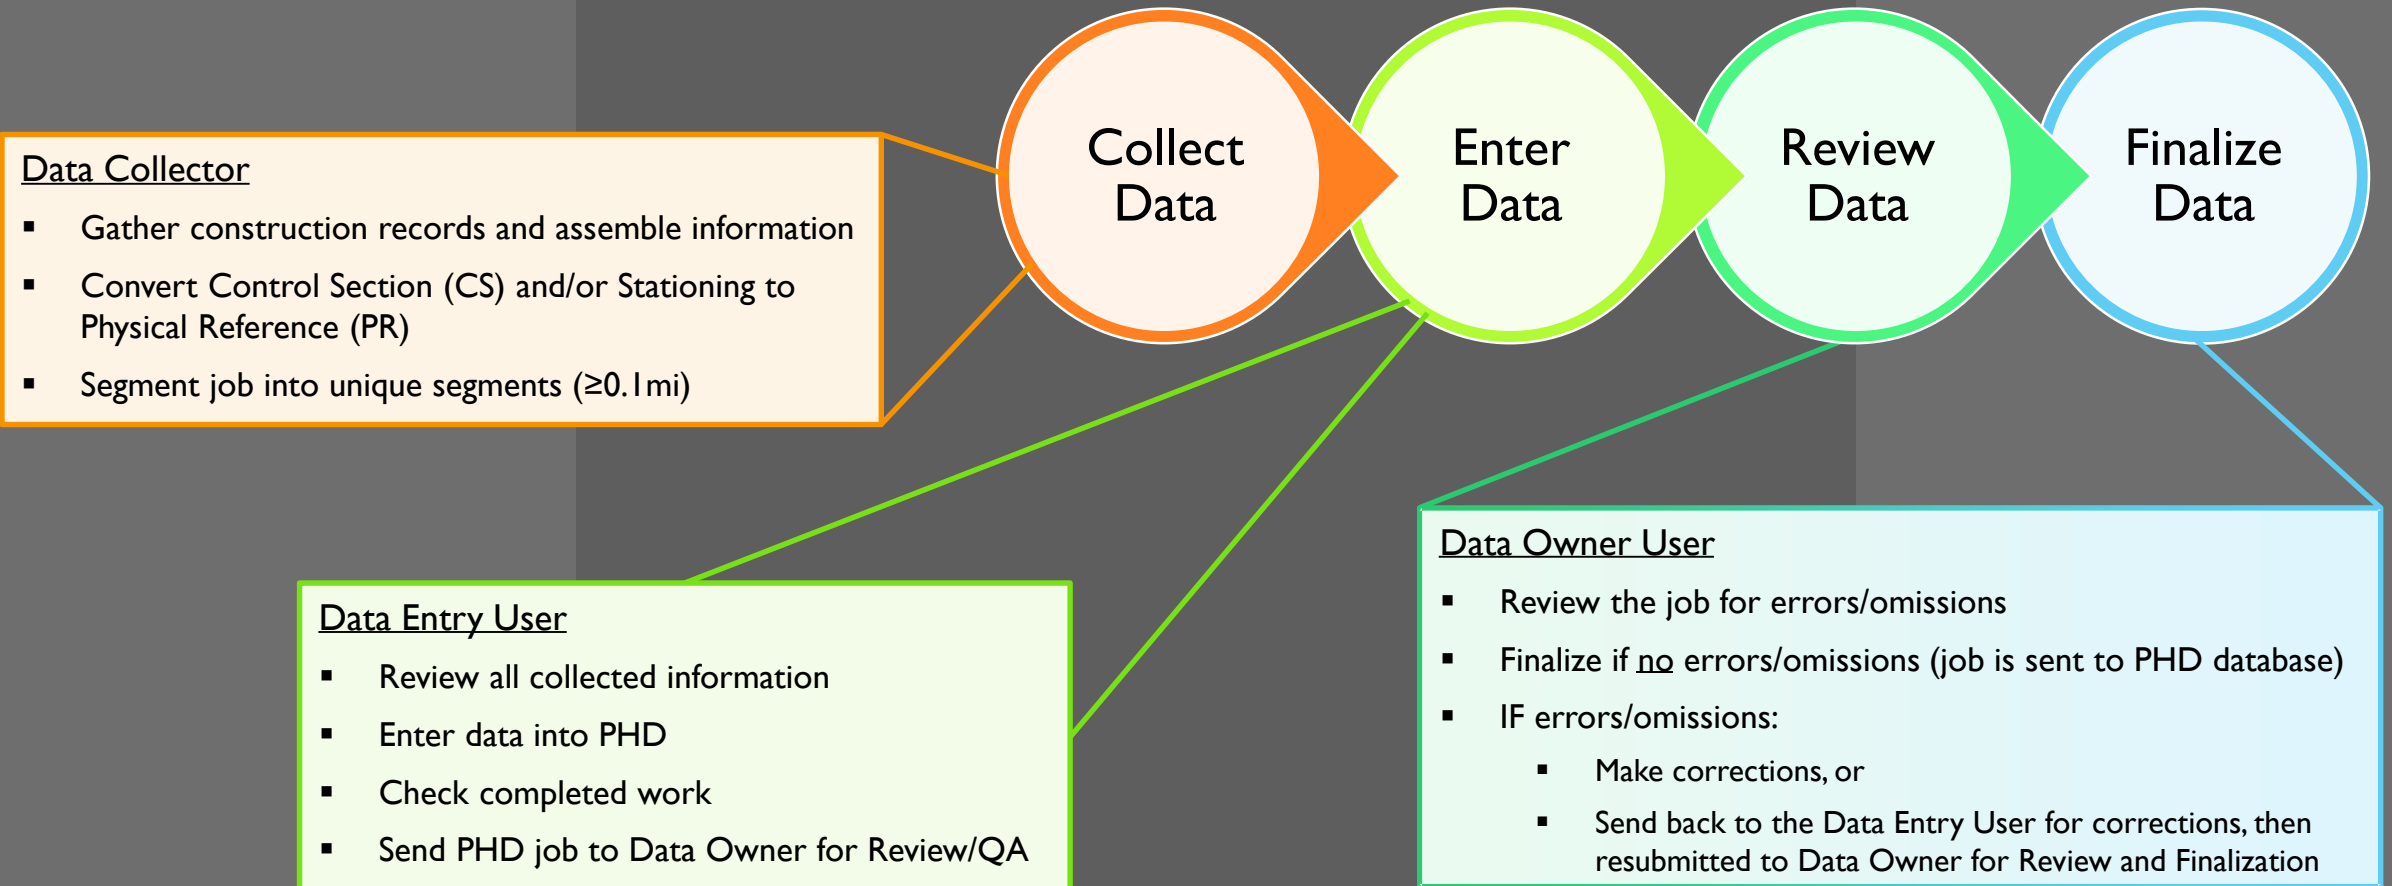 Collect
Data
Enter
Data
Review
Data
Finalize
Data
Data Collector
▪ Gather construction records and assemble information
▪ Convert Control Section (CS) and/or Stationing to
Physical Reference (PR)
▪ Segment job into unique segments (≥0.1mi)
Data Entry User
▪ Review all collected information
▪ Enter data into PHD
▪ Check completed work
▪ Send PHD job to Data Owner for Review/QA
Data Owner User
▪ Review the job for errors/omissions
▪ Finalize if no errors/omissions (job is sent to PHD database)
▪ IF errors/omissions:
▪ Make corrections, or
▪ Send back to the Data Entry User for corrections, then
resubmitted to Data Owner for Review and Finalization